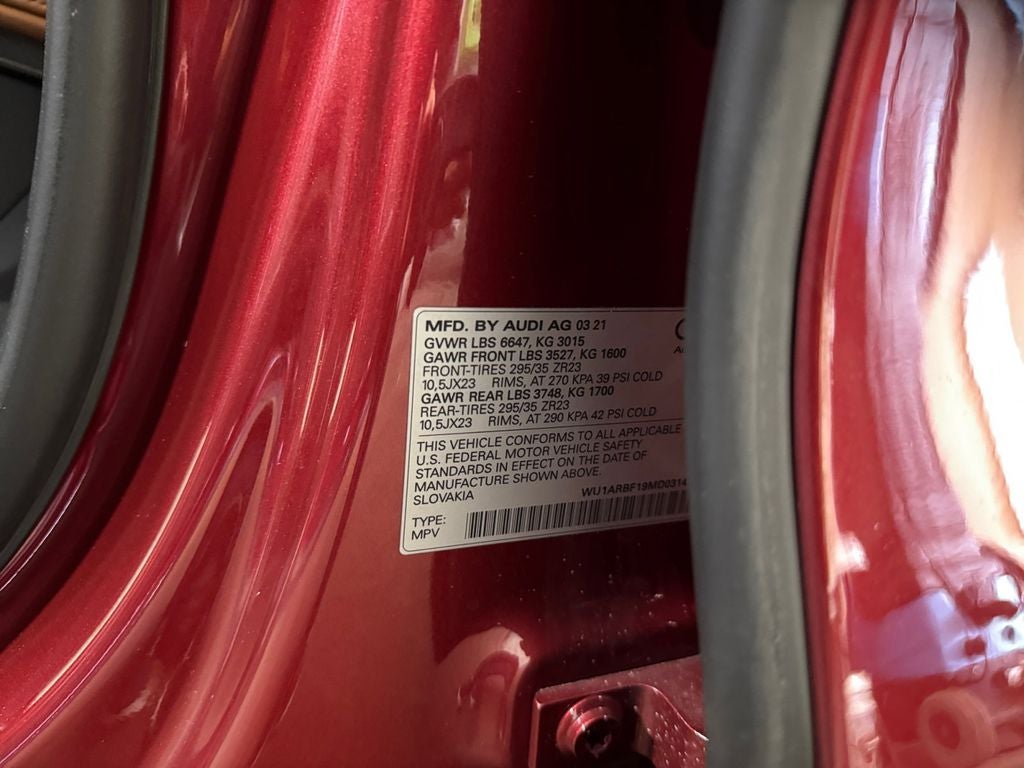 MFD. BY AUDI AG 03 21
GVWR LBS 6647, KG 3015
GAWR FRONT LBS 3527, KG 1600
FRONT-TIRES 295/35 ZR23
10,5JX23 RIMS, AT 270 KPA 39 PSI COLD
GAWR REAR LBS 3748, KG 1700
REAR-TIRES 295/35 ZR23
10,5JX23 RIMS, AT 290 KPA 42 PSI COLD
THIS VEHICLE CONFORMS TO ALL APPLICABLE
U.S. FEDERAL MOTOR VEHICLE SAFETY
STANDARDS IN EFFECT ON THE DATE OF
MANUFACTURE SHOWN ABOVE.
SLOVAKIA
WU1ARBF19MD0314
TYPE:
MPV